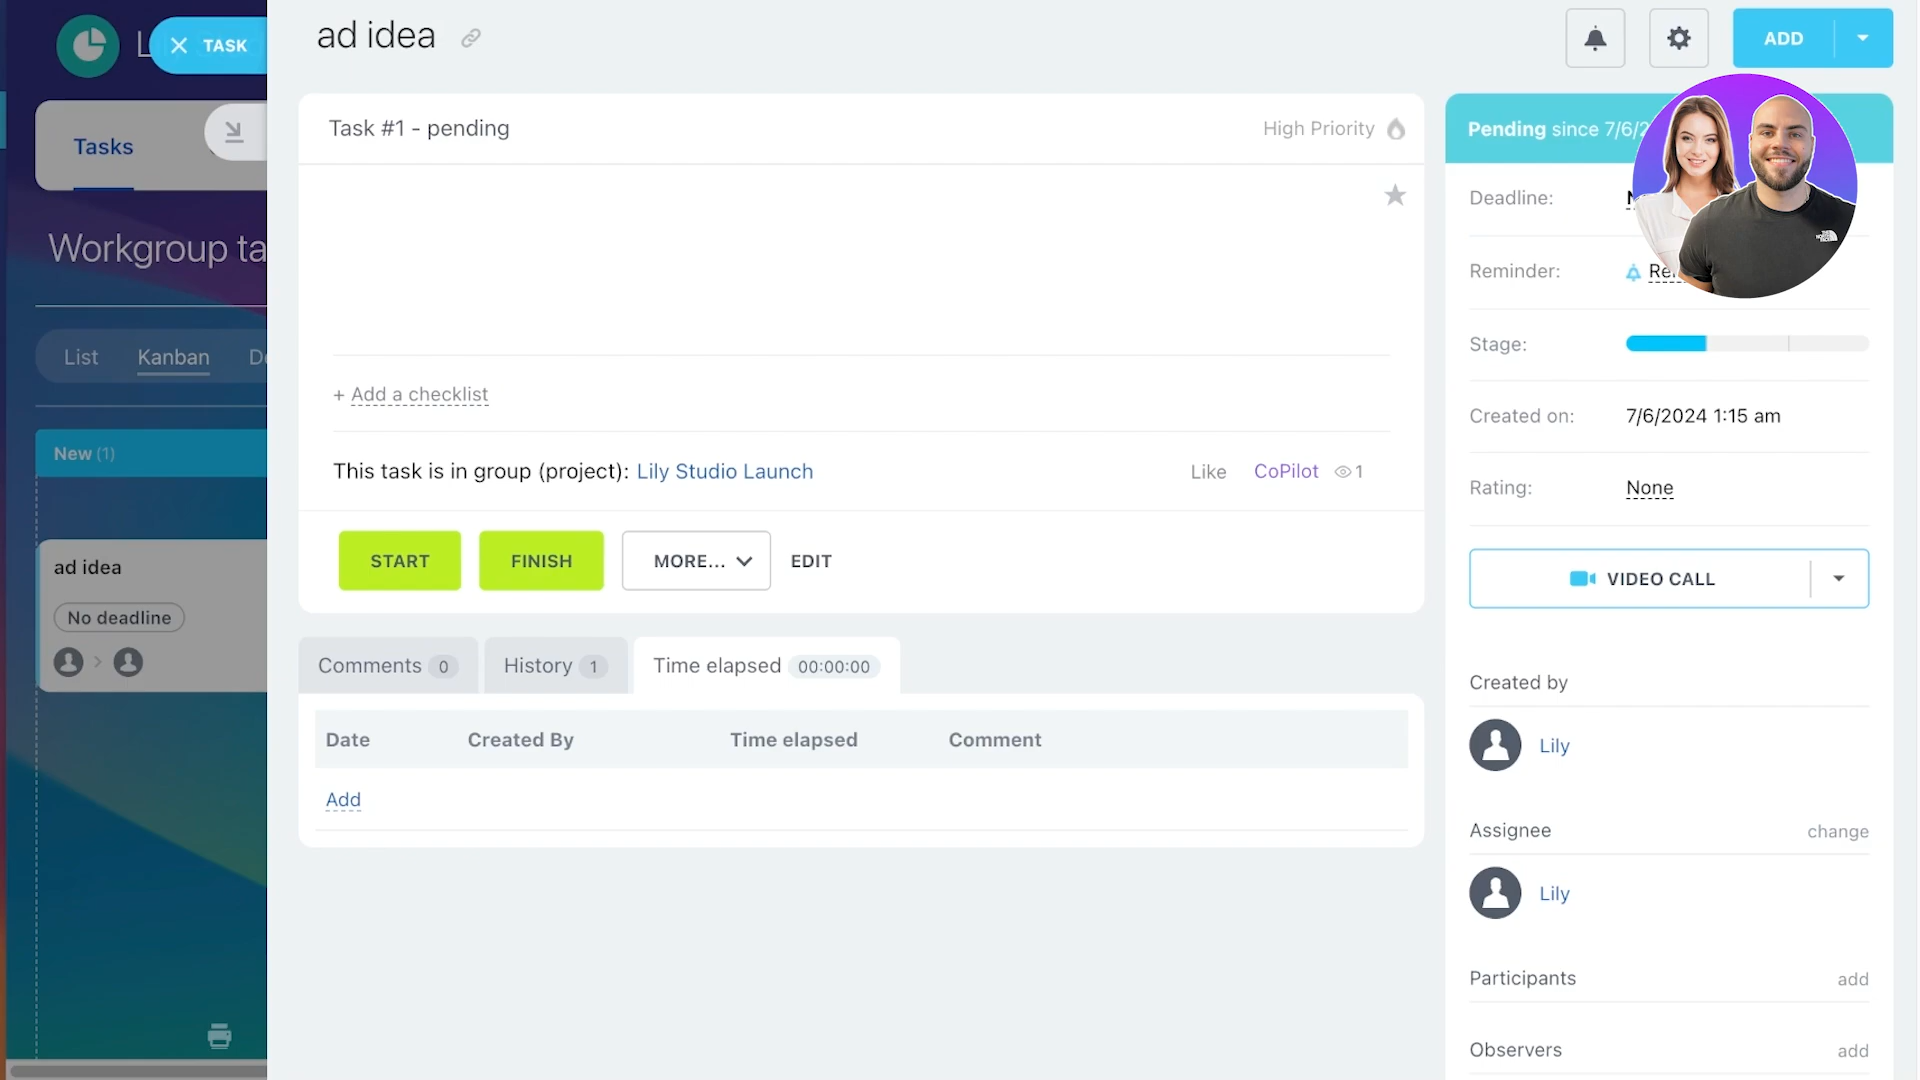 TASK
ad idea
ADD
Tasks
Task #1 - pending
High Priority
Pending since 7/6/2
Deadline:
Workgroup ta
Reminder:
Stage:
List
Kanban
+ Add a checklist
Created on: 7/6/2024 1:15 am
New (1)
This task is in group (project): Lily Studio Launch
Like
CoPilot
1
Rating: None
ad idea
START
FINISH
MORE...
EDIT
VIDEO CALL
No deadline
Comments 0
History 1
Time elapsed 00:00:00
Created by
Date
Created By
Time elapsed
Comment
Lily
Add
Assignee
change
Lily
Participants
add
Observers
add